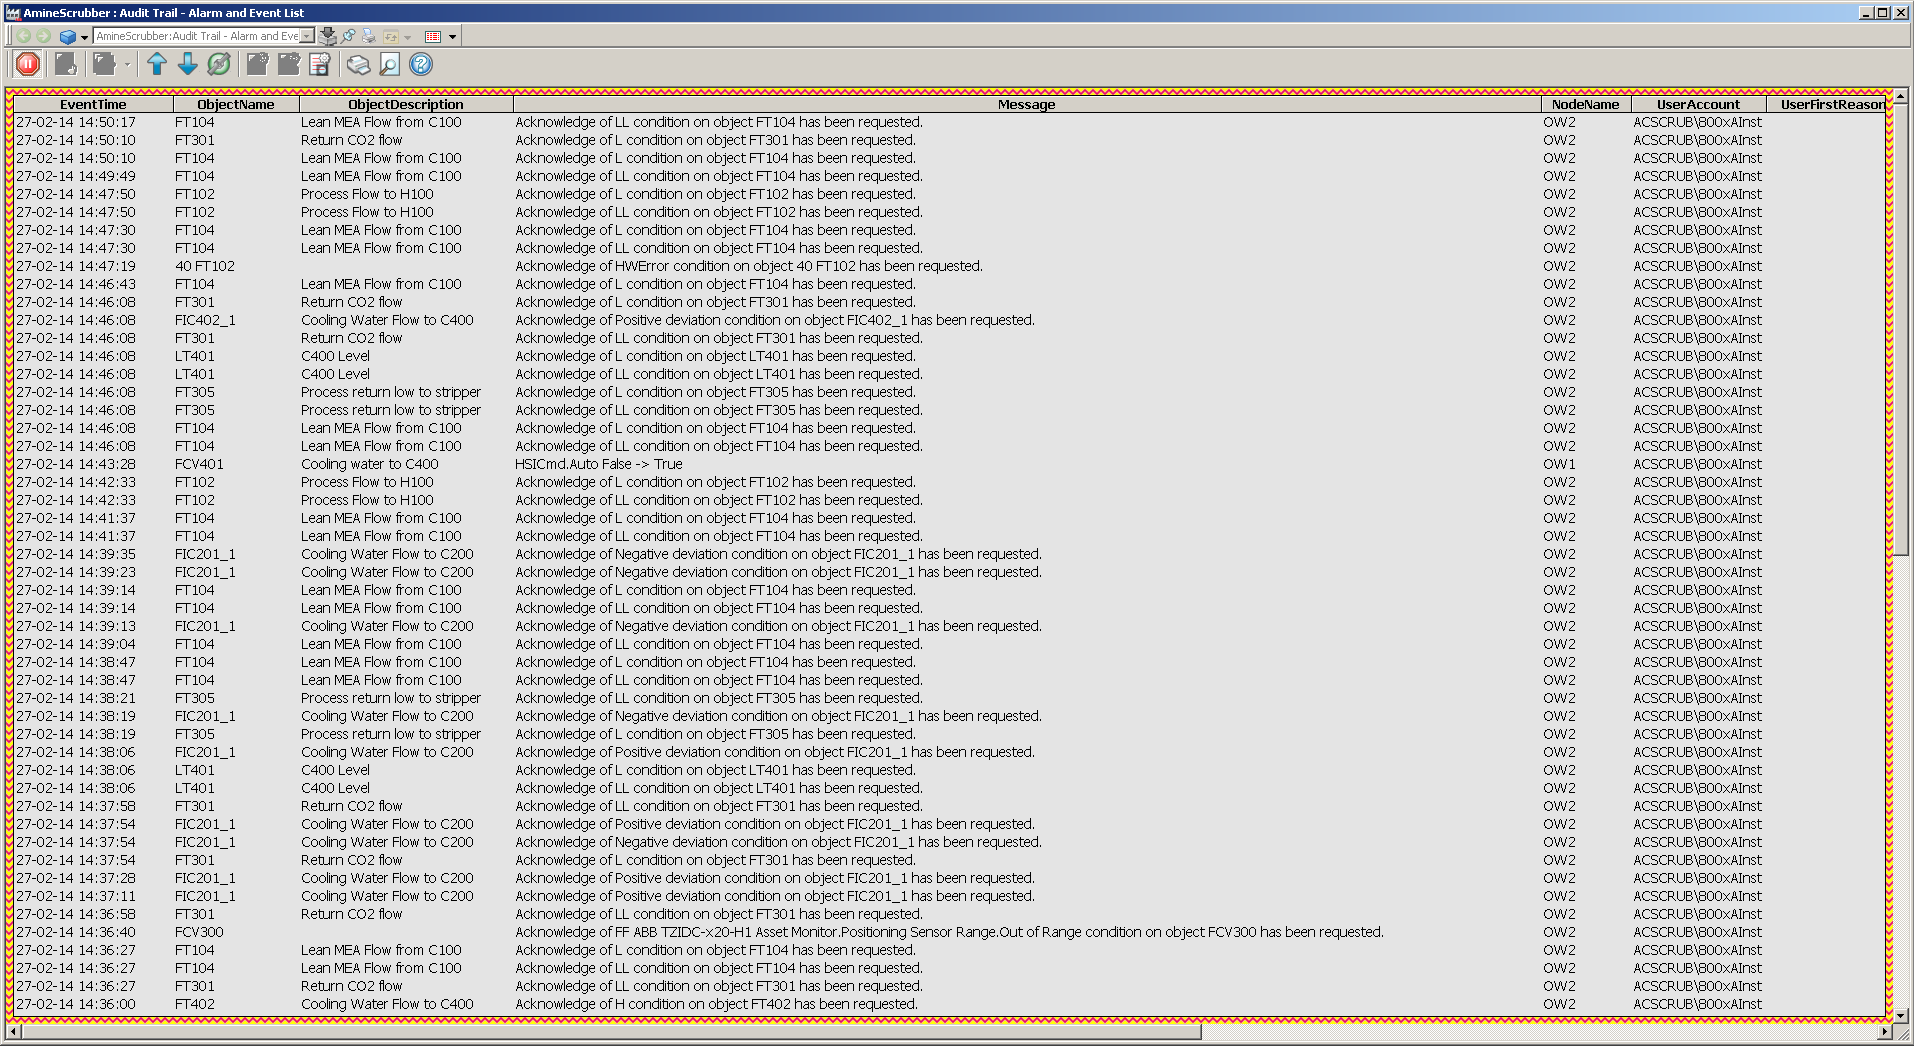 AmineScrubber : Audit Trail - Alarm and Event List
AmineScrubber:Audit Trail - Alarm and Eve
EventTime ObjectName ObjectDescription Message NodeName UserAccount UserFirstReason
27-02-14 14:50:17 FT104 Lean MEA Flow from C100 Acknowledge of LL condition on object FT104 has been requested. OW2 ACSCRUB\800xAInst
27-02-14 14:50:10 FT301 Return CO2 flow Acknowledge of L condition on object FT301 has been requested. OW2 ACSCRUB\800xAInst
27-02-14 14:50:10 FT104 Lean MEA Flow from C100 Acknowledge of L condition on object FT104 has been requested. OW2 ACSCRUB\800xAInst
27-02-14 14:49:49 FT104 Lean MEA Flow from C100 Acknowledge of LL condition on object FT104 has been requested. OW2 ACSCRUB\800xAInst
27-02-14 14:47:50 FT102 Process Flow to H100 Acknowledge of L condition on object FT102 has been requested. OW2 ACSCRUB\800xAInst
27-02-14 14:47:50 FT102 Process Flow to H100 Acknowledge of LL condition on object FT102 has been requested. OW2 ACSCRUB\800xAInst
27-02-14 14:47:30 FT104 Lean MEA Flow from C100 Acknowledge of L condition on object FT104 has been requested. OW2 ACSCRUB\800xAInst
27-02-14 14:47:30 FT104 Lean MEA Flow from C100 Acknowledge of LL condition on object FT104 has been requested. OW2 ACSCRUB\800xAInst
27-02-14 14:47:19 40 FT102 Acknowledge of HWError condition on object 40 FT102 has been requested. OW2 ACSCRUB\800xAInst
27-02-14 14:46:43 FT104 Lean MEA Flow from C100 Acknowledge of L condition on object FT104 has been requested. OW2 ACSCRUB\800xAInst
27-02-14 14:46:08 FT301 Return CO2 flow Acknowledge of L condition on object FT301 has been requested. OW2 ACSCRUB\800xAInst
27-02-14 14:46:08 FIC402_1 Cooling Water Flow to C400 Acknowledge of Positive deviation condition on object FIC402_1 has been requested. OW2 ACSCRUB\800xAInst
27-02-14 14:46:08 FT301 Return CO2 flow Acknowledge of LL condition on object FT301 has been requested. OW2 ACSCRUB\800xAInst
27-02-14 14:46:08 LT401 C400 Level Acknowledge of L condition on object LT401 has been requested. OW2 ACSCRUB\800xAInst
27-02-14 14:46:08 LT401 C400 Level Acknowledge of LL condition on object LT401 has been requested. OW2 ACSCRUB\800xAInst
27-02-14 14:46:08 FT305 Process return low to stripper Acknowledge of L condition on object FT305 has been requested. OW2 ACSCRUB\800xAInst
27-02-14 14:46:08 FT305 Process return low to stripper Acknowledge of LL condition on object FT305 has been requested. OW2 ACSCRUB\800xAInst
27-02-14 14:46:08 FT104 Lean MEA Flow from C100 Acknowledge of L condition on object FT104 has been requested. OW2 ACSCRUB\800xAInst
27-02-14 14:46:08 FT104 Lean MEA Flow from C100 Acknowledge of LL condition on object FT104 has been requested. OW2 ACSCRUB\800xAInst
27-02-14 14:43:28 FCV401 Cooling water to C400 HSICmd.Auto False -> True OW1 ACSCRUB\800xAInst
27-02-14 14:42:33 FT102 Process Flow to H100 Acknowledge of L condition on object FT102 has been requested. OW2 ACSCRUB\800xAInst
27-02-14 14:42:33 FT102 Process Flow to H100 Acknowledge of LL condition on object FT102 has been requested. OW2 ACSCRUB\800xAInst
27-02-14 14:41:37 FT104 Lean MEA Flow from C100 Acknowledge of L condition on object FT104 has been requested. OW2 ACSCRUB\800xAInst
27-02-14 14:41:37 FT104 Lean MEA Flow from C100 Acknowledge of LL condition on object FT104 has been requested. OW2 ACSCRUB\800xAInst
27-02-14 14:39:35 FIC201_1 Cooling Water Flow to C200 Acknowledge of Negative deviation condition on object FIC201_1 has been requested. OW2 ACSCRUB\800xAInst
27-02-14 14:39:23 FIC201_1 Cooling Water Flow to C200 Acknowledge of Negative deviation condition on object FIC201_1 has been requested. OW2 ACSCRUB\800xAInst
27-02-14 14:39:14 FT104 Lean MEA Flow from C100 Acknowledge of L condition on object FT104 has been requested. OW2 ACSCRUB\800xAInst
27-02-14 14:39:14 FT104 Lean MEA Flow from C100 Acknowledge of LL condition on object FT104 has been requested. OW2 ACSCRUB\800xAInst
27-02-14 14:39:13 FIC201_1 Cooling Water Flow to C200 Acknowledge of Negative deviation condition on object FIC201_1 has been requested. OW2 ACSCRUB\800xAInst
27-02-14 14:39:04 FT104 Lean MEA Flow from C100 Acknowledge of L condition on object FT104 has been requested. OW2 ACSCRUB\800xAInst
27-02-14 14:38:47 FT104 Lean MEA Flow from C100 Acknowledge of L condition on object FT104 has been requested. OW2 ACSCRUB\800xAInst
27-02-14 14:38:47 FT104 Lean MEA Flow from C100 Acknowledge of LL condition on object FT104 has been requested. OW2 ACSCRUB\800xAInst
27-02-14 14:38:21 FT305 Process return low to stripper Acknowledge of LL condition on object FT305 has been requested. OW2 ACSCRUB\800xAInst
27-02-14 14:38:19 FIC201_1 Cooling Water Flow to C200 Acknowledge of Negative deviation condition on object FIC201_1 has been requested. OW2 ACSCRUB\800xAInst
27-02-14 14:38:19 FT305 Process return low to stripper Acknowledge of L condition on object FT305 has been requested. OW2 ACSCRUB\800xAInst
27-02-14 14:38:06 FIC201_1 Cooling Water Flow to C200 Acknowledge of Positive deviation condition on object FIC201_1 has been requested. OW2 ACSCRUB\800xAInst
27-02-14 14:38:06 LT401 C400 Level Acknowledge of L condition on object LT401 has been requested. OW2 ACSCRUB\800xAInst
27-02-14 14:38:06 LT401 C400 Level Acknowledge of LL condition on object LT401 has been requested. OW2 ACSCRUB\800xAInst
27-02-14 14:37:58 FT301 Return CO2 flow Acknowledge of LL condition on object FT301 has been requested. OW2 ACSCRUB\800xAInst
27-02-14 14:37:54 FIC201_1 Cooling Water Flow to C200 Acknowledge of Positive deviation condition on object FIC201_1 has been requested. OW2 ACSCRUB\800xAInst
27-02-14 14:37:54 FIC201_1 Cooling Water Flow to C200 Acknowledge of Negative deviation condition on object FIC201_1 has been requested. OW2 ACSCRUB\800xAInst
27-02-14 14:37:54 FT301 Return CO2 flow Acknowledge of L condition on object FT301 has been requested. OW2 ACSCRUB\800xAInst
27-02-14 14:37:28 FIC201_1 Cooling Water Flow to C200 Acknowledge of Positive deviation condition on object FIC201_1 has been requested. OW2 ACSCRUB\800xAInst
27-02-14 14:37:11 FIC201_1 Cooling Water Flow to C200 Acknowledge of Positive deviation condition on object FIC201_1 has been requested. OW2 ACSCRUB\800xAInst
27-02-14 14:36:58 FT301 Return CO2 flow Acknowledge of LL condition on object FT301 has been requested. OW2 ACSCRUB\800xAInst
27-02-14 14:36:40 FCV300 Acknowledge of FF ABB TZIDC-x20-H1 Asset Monitor.Positioning Sensor Range.Out of Range condition on object FCV300 has been requested. OW2 ACSCRUB\800xAInst
27-02-14 14:36:27 FT104 Lean MEA Flow from C100 Acknowledge of L condition on object FT104 has been requested. OW2 ACSCRUB\800xAInst
27-02-14 14:36:27 FT104 Lean MEA Flow from C100 Acknowledge of LL condition on object FT104 has been requested. OW2 ACSCRUB\800xAInst
27-02-14 14:36:27 FT301 Return CO2 flow Acknowledge of LL condition on object FT301 has been requested. OW2 ACSCRUB\800xAInst
27-02-14 14:36:00 FT402 Cooling Water Flow to C400 Acknowledge of H condition on object FT402 has been requested. OW2 ACSCRUB\800xAInst